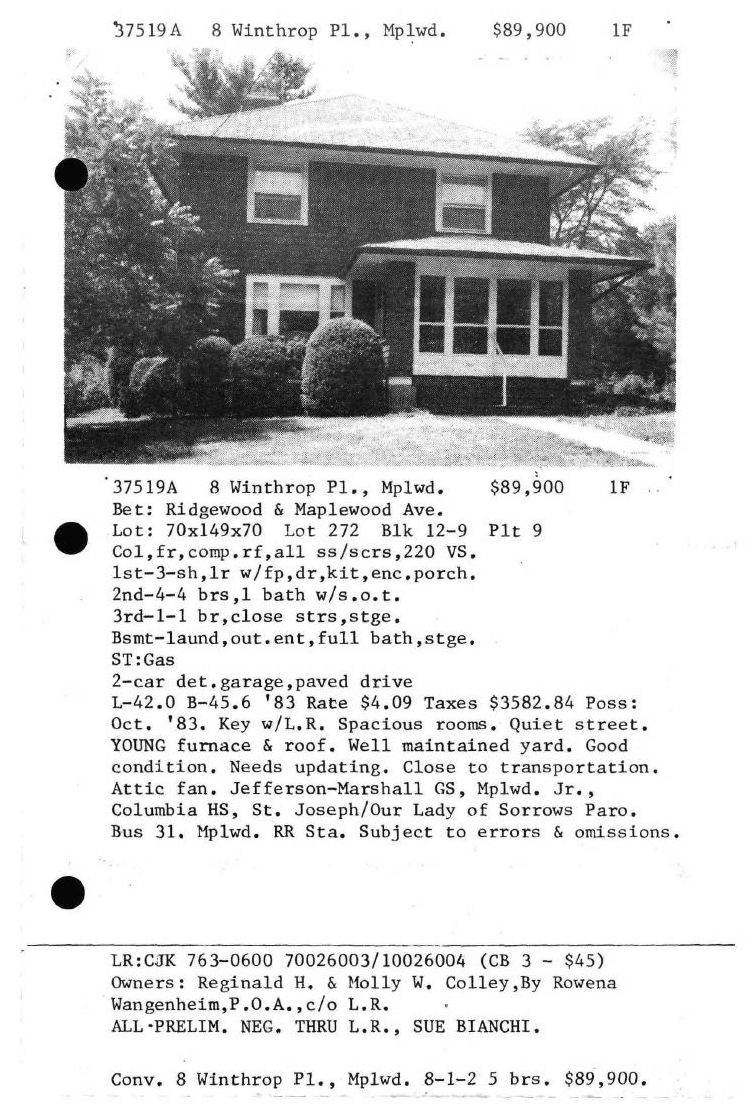 37519A 8 Winthrop Pl., Mplwd. $89,900 1F
37519A 8 Winthrop Pl., Mplwd. $89,900 1F
Bet: Ridgewood & Maplewood Ave.
Lot: 70x149x70 Lot 272 Blk 12-9 Plt 9
Col,fr,comp.rf,all ss/scrs,220 VS.
1st-3-sh,lr w/fp,dr,kit,enc.porch.
2nd-4-4 brs,1 bath w/s.o.t.
3rd-1-1 br,close strs,stge.
Bsmt-laund,out.ent,full bath,stge.
ST:Gas
2-car det.garage,paved drive
L-42.0 B-45.6 '83 Rate $4.09 Taxes $3582.84 Poss:
Oct. '83. Key w/L.R. Spacious rooms. Quiet street.
YOUNG furnace & roof. Well maintained yard. Good
condition. Needs updating. Close to transportation.
Attic fan. Jefferson-Marshall GS, Mplwd. Jr.,
Columbia HS, St. Joseph/Our Lady of Sorrows Paro.
Bus 31. Mplwd. RR Sta. Subject to errors & omissions.
LR:CJK 763-0600 70026003/10026004 (CB 3 - $45)
Owners: Reginald H. & Molly W. Colley,By Rowena
Wangenheim,P.O.A.,c/o L.R.
ALL PRELIM. NEG. THRU L.R., SUE BIANCHI.
Conv. 8 Winthrop Pl., Mplwd. 8-1-2 5 brs. $89,900.